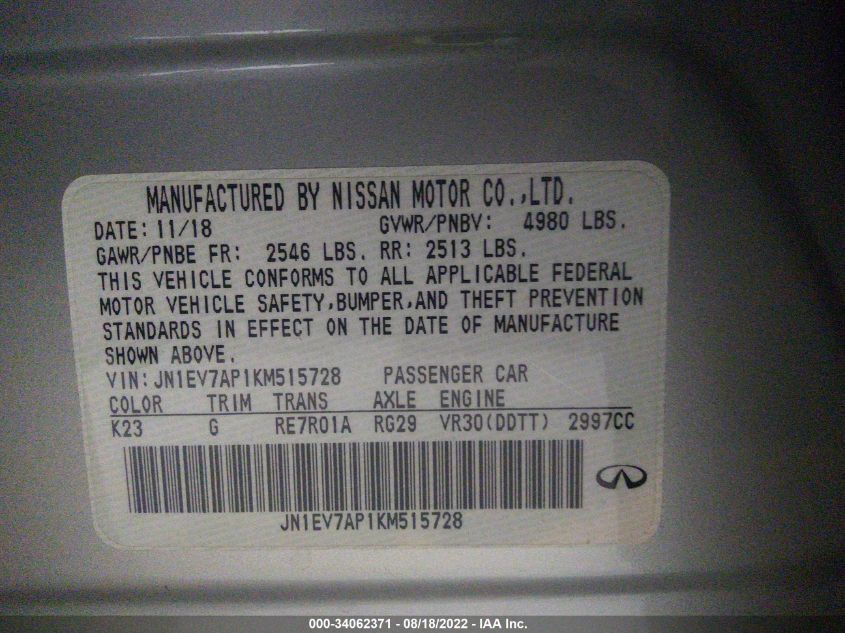 MANUFACTURED BY NISSAN MOTOR CO.,LTD.
DATE: 11/18 GVWR/PNBV: 4980 LBS.
GAWR/PNBE FR: 2546 LBS. RR: 2513 LBS.
THIS VEHICLE CONFORMS TO ALL APPLICABLE FEDERAL
MOTOR VEHICLE SAFETY,BUMPER,AND THEFT PREVENTION
STANDARDS IN EFFECT ON THE DATE OF MANUFACTURE
SHOWN ABOVE.
VIN: JN1EV7AP1KM515728 PASSENGER CAR
COLOR TRIM TRANS AXLE ENGINE
K23 G RE7R01A RG29 VR30(DDTT) 2997CC
JN1EV7AP1KM515728
000-34062371 - 08/18/2022 - IAA Inc.